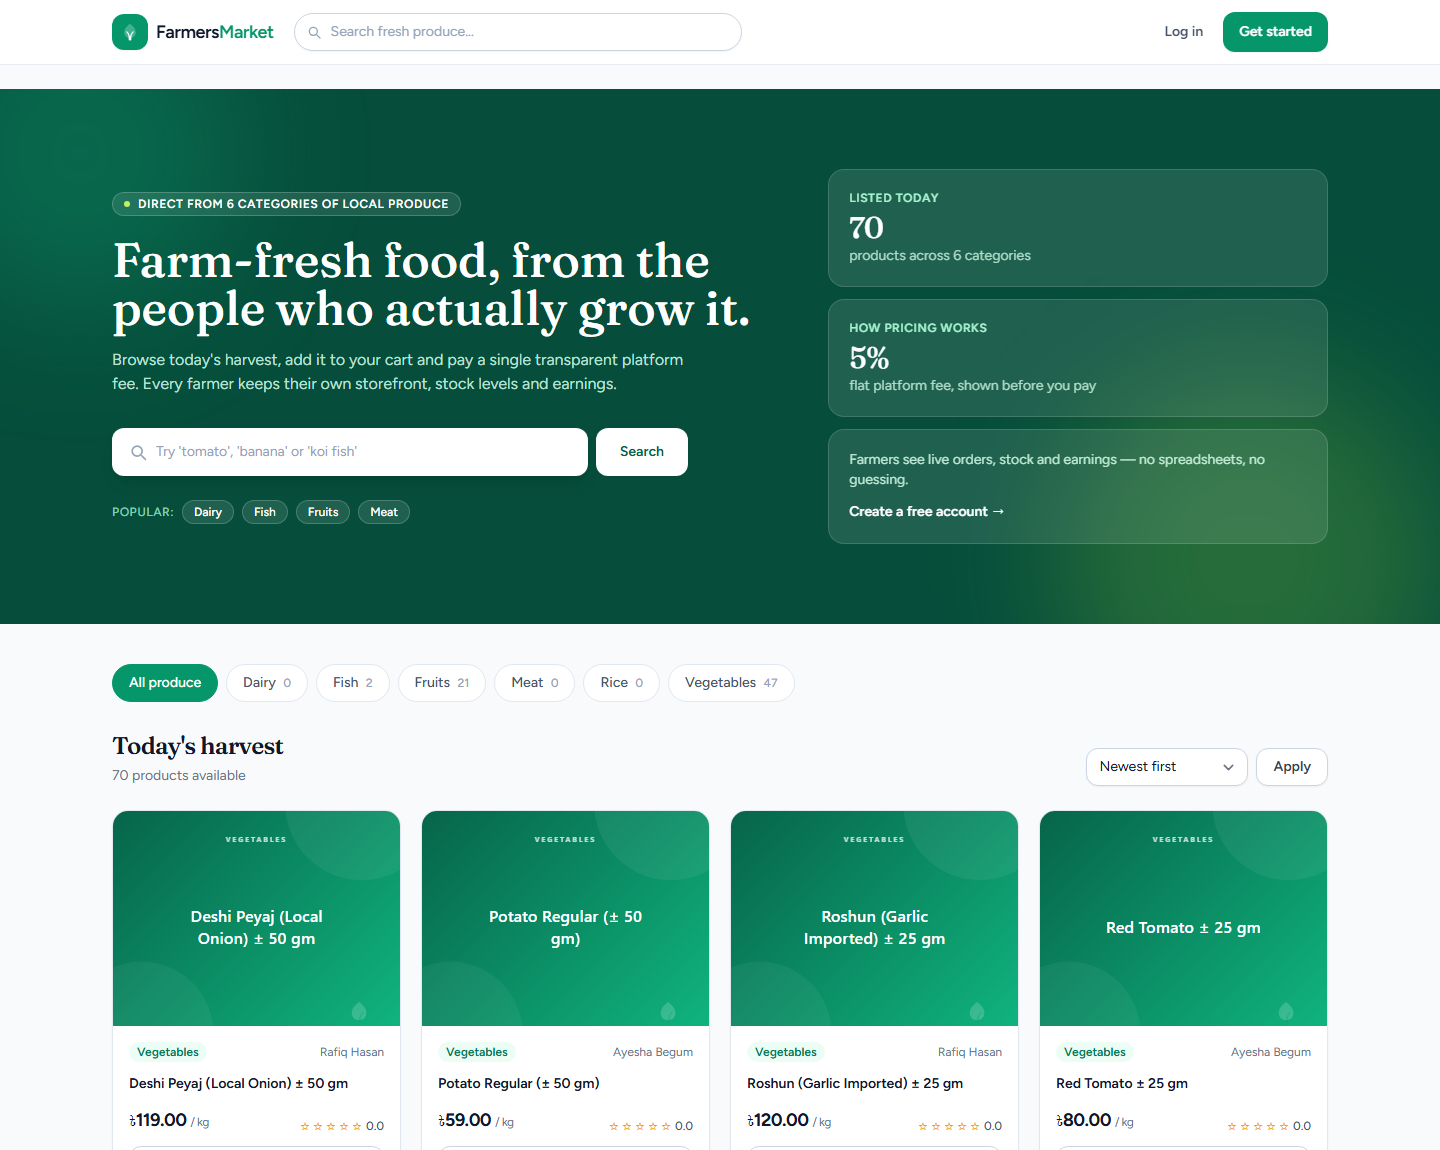 FarmersMarket
Search fresh produce...
Log in
Get started
DIRECT FROM 6 CATEGORIES OF LOCAL PRODUCE
Farm-fresh food, from the
people who actually grow it.
Browse today's harvest, add it to your cart and pay a single transparent platform
fee. Every farmer keeps their own storefront, stock levels and earnings.
Try 'tomato', 'banana' or 'koi fish'
Search
POPULAR: Dairy Fish Fruits Meat
LISTED TODAY
70
products across 6 categories
HOW PRICING WORKS
5%
flat platform fee, shown before you pay
Farmers see live orders, stock and earnings — no spreadsheets, no
guessing.
Create a free account →
All produce Dairy 0 Fish 2 Fruits 21 Meat 0 Rice 0 Vegetables 47
Today's harvest
70 products available
Newest first
Apply
VEGETABLES
Deshi Peyaj (Local
Onion) ± 50 gm
Vegetables Rafiq Hasan
Deshi Peyaj (Local Onion) ± 50 gm
৳119.00 / kg ☆☆☆☆☆ 0.0
VEGETABLES
Potato Regular (± 50
gm)
Vegetables Ayesha Begum
Potato Regular (± 50 gm)
৳59.00 / kg ☆☆☆☆☆ 0.0
VEGETABLES
Roshun (Garlic
Imported) ± 25 gm
Vegetables Rafiq Hasan
Roshun (Garlic Imported) ± 25 gm
৳120.00 / kg ☆☆☆☆☆ 0.0
VEGETABLES
Red Tomato ± 25 gm
Vegetables Ayesha Begum
Red Tomato ± 25 gm
৳80.00 / kg ☆☆☆☆☆ 0.0